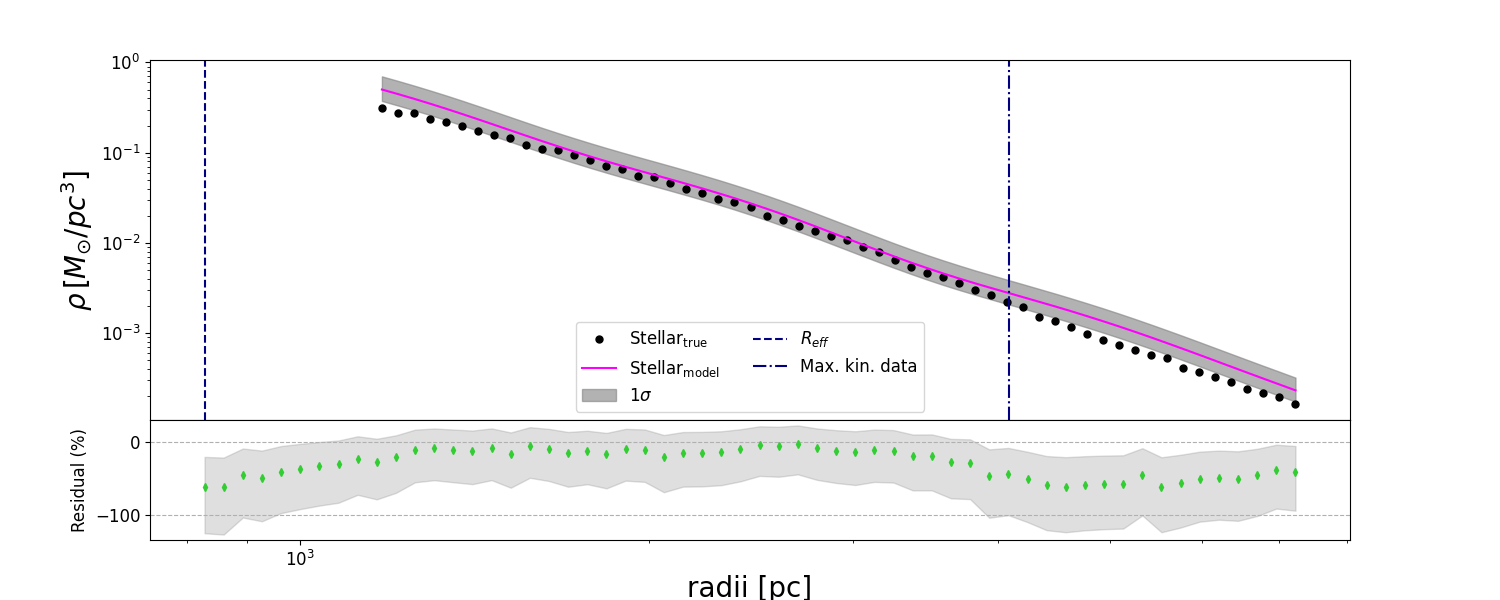 10^0
10^{-1}
10^{-2}
10^{-3}
ρ [M_⊙/pc^3]
Stellar_true
Stellar_model
1σ
R_eff
Max. kin. data
0
−100
Residual (%)
10^3
radii [pc]